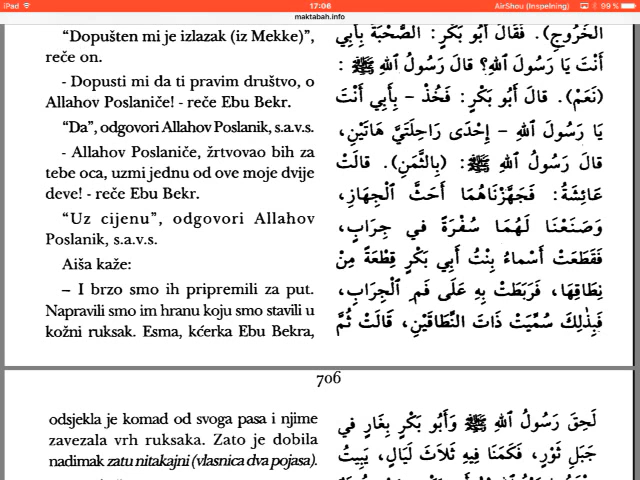 iPad
17:06
AirShou (Inspelning)
99 %
maktabah.info
“Dopušten mi je izlazak (iz Mekke)”,
reče on.
- Dopusti mi da ti pravim društvo, o
Allahov Poslaniče! - reče Ebu Bekr.
“Da”, odgovori Allahov Poslanik, s.a.v.s.
- Allahov Poslaniče, žrtvovao bih za
tebe oca, uzmi jednu od ove moje dvije
deve! - reče Ebu Bekr.
“Uz cijenu”, odgovori Allahov
Poslanik, s.a.v.s.
Aiša kaže:
– I brzo smo ih pripremili za put.
Napravili smo im hranu koju smo stavili u
kožni ruksak. Esma, kćerka Ebu Bekra,
الْخُرُوجِ). فَقَالَ أَبُو بَكْرٍ: الصَّحْبَةَ بِأَبِي
أَنْتَ يَا رَسُولَ اللهِ؟ قَالَ رَسُولُ اللهِ ﷺ :
(نَعَمْ). قَالَ أَبُو بَكْرٍ: فَخُذْ – بِأَبِي أَنْتَ
يَا رَسُولَ اللهِ – إِحْدَى رَاحِلَتَيَّ هَاتَيْنِ،
قَالَ رَسُولُ اللهِ ﷺ: (بِالثَّمَنِ). قَالَتْ
عَائِشَةُ: فَجَهَّزْنَاهُمَا أَحَثَّ الْجِهَازِ،
وَصَنَعْنَا لَهُمَا سُفْرَةً فِي جِرَابٍ،
فَقَطَعَتْ أَسْمَاءُ بِنْتُ أَبِي بَكْرٍ قِطْعَةً مِنْ
نِطَاقِهَا، فَرَبَطَتْ بِهِ عَلَى فَمِ الْجِرَابِ،
فَبِذَلِكَ سُمِّيَتْ ذَاتَ النِّطَاقَيْنِ، قَالَتْ ثُمَّ
706
odsjekla je komad od svoga pasa i njime
zavezala vrh ruksaka. Zato je dobila
nadimak zatu nitakajni (vlasnica dva pojasa).
لَحِقَ رَسُولُ اللهِ ﷺ وَأَبُو بَكْرٍ بِغَارٍ فِي
جَبَلِ ثَوْرٍ، فَكَمَنَا فِيهِ ثَلَاثَ لَيَالٍ، يَبِيتُ